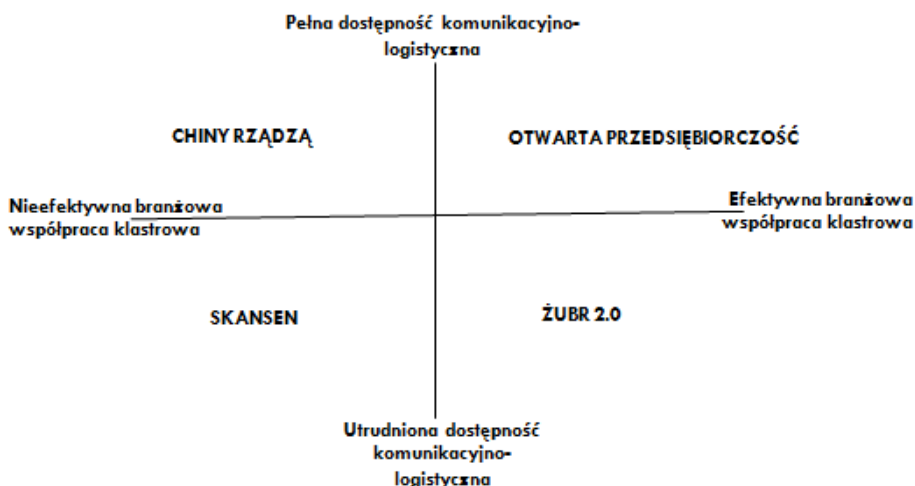 Pełna dostępność komunikacyjno-
logistyczna
CHINY RZĄDZĄ
OTWARTA PRZEDSIĘBIORCZOŚĆ
Nieefektywna branżowa
współpraca klastrowa
Efektywna branżowa
współpraca klastrowa
SKANSEN
ŻUBR 2.0
Utrudniona dostępność
komunikacyjno-
logistyczna